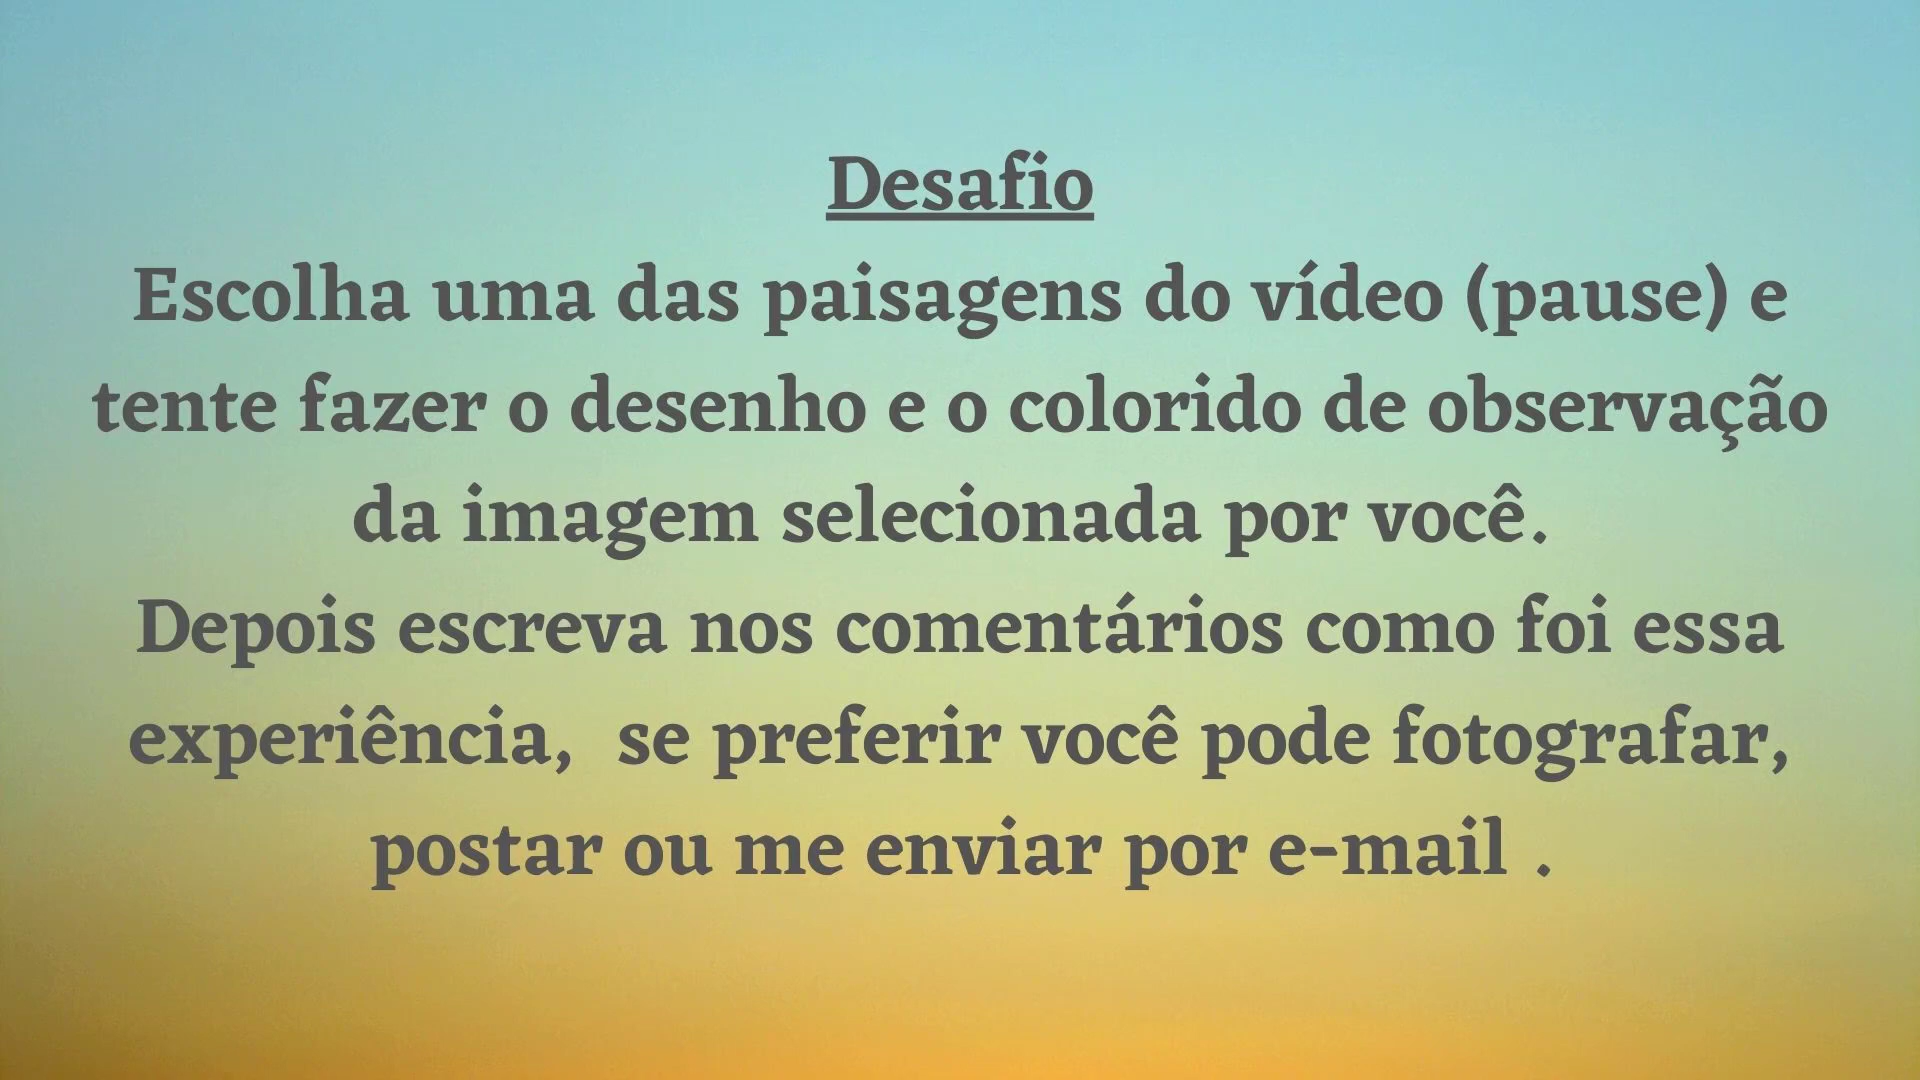 Desafio
Escolha uma das paisagens do vídeo (pause) e
tente fazer o desenho e o colorido de observação
da imagem selecionada por você.
Depois escreva nos comentários como foi essa
experiência,  se preferir você pode fotografar,
postar ou me enviar por e-mail .